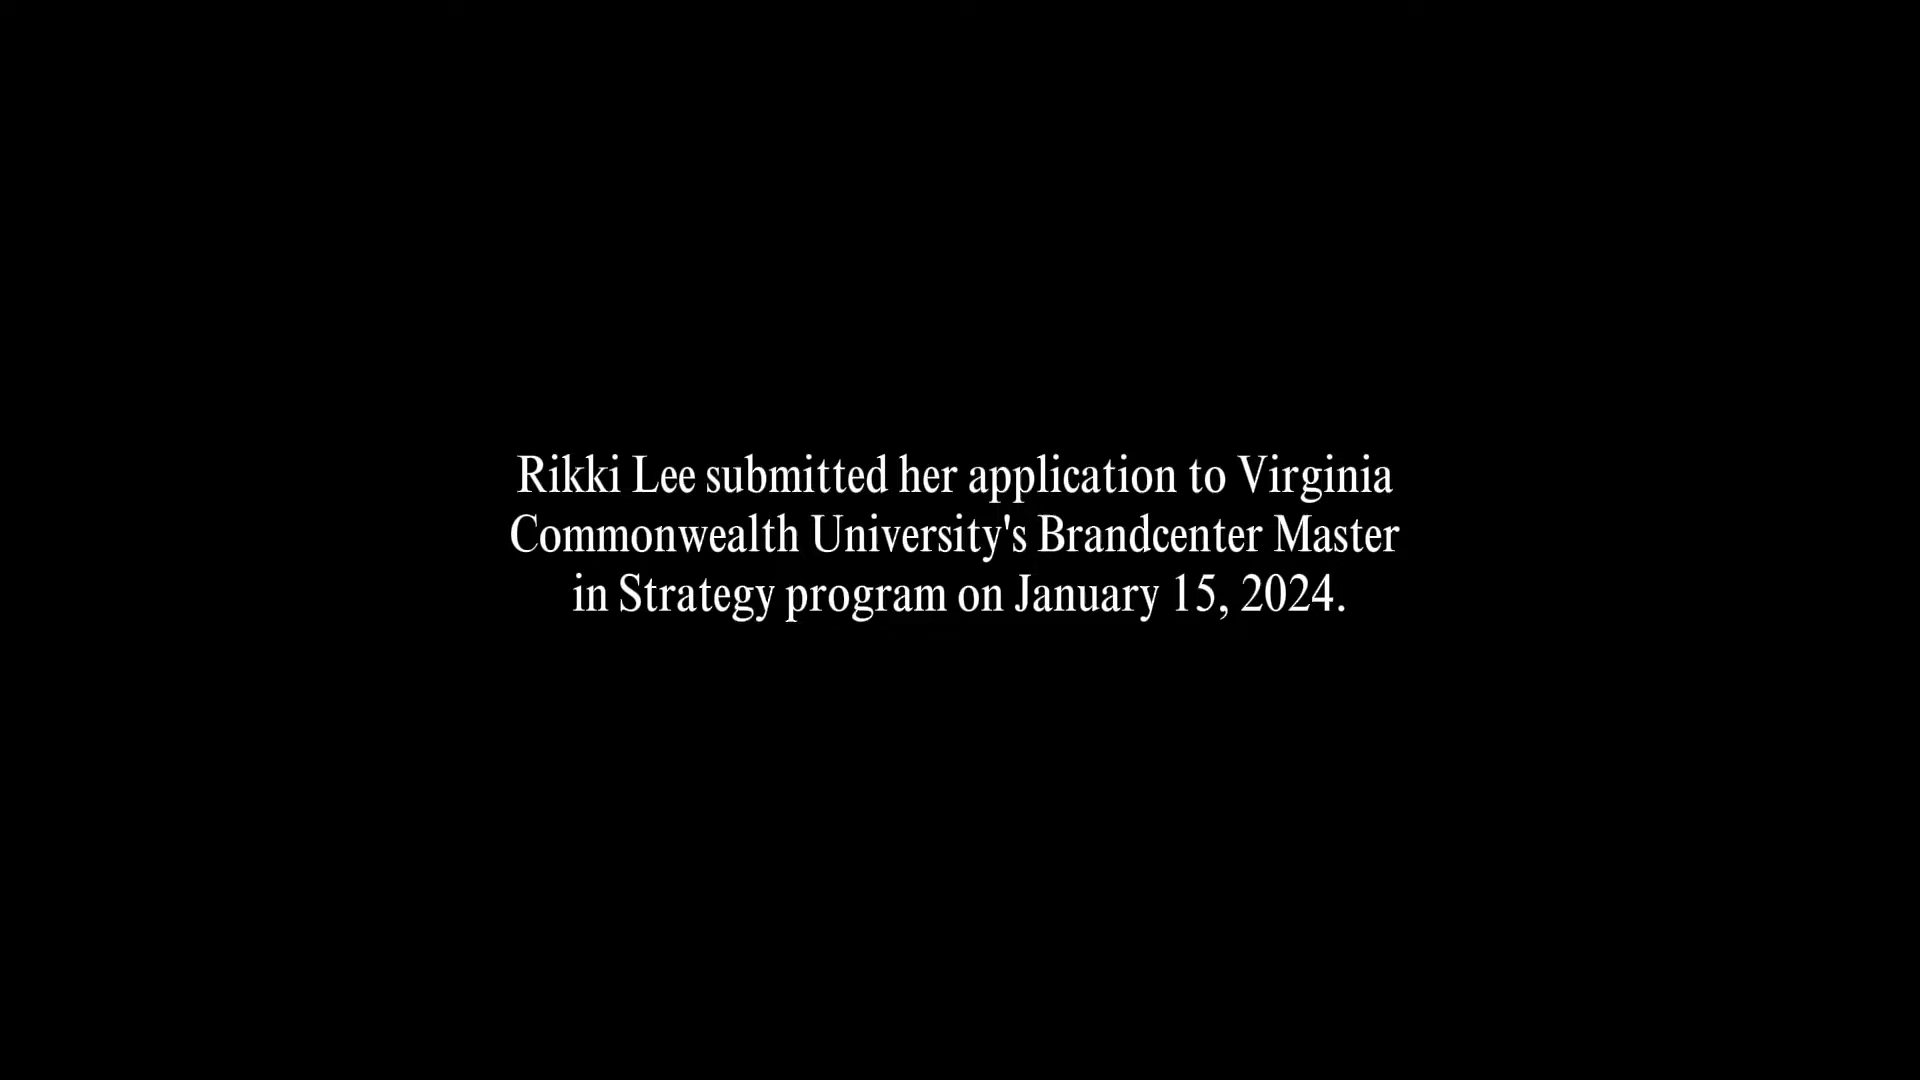 Rikki Lee submitted her application to Virginia
Commonwealth University's Brandcenter Master
in Strategy program on January 15, 2024.